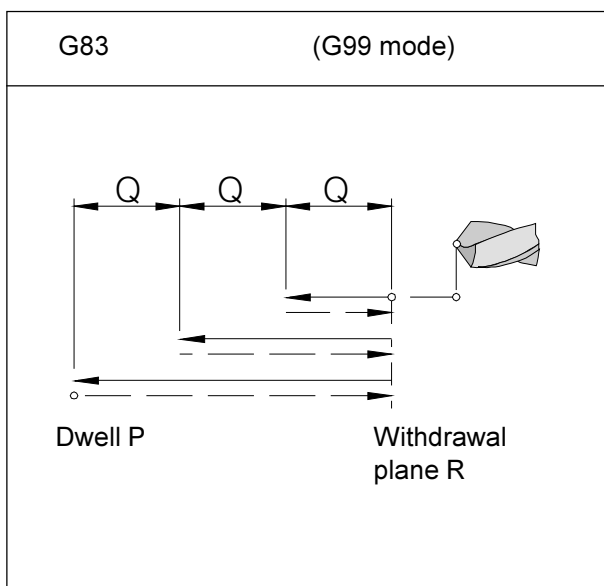 G83 (G99 mode)
Q Q Q
Dwell P
Withdrawal
plane R